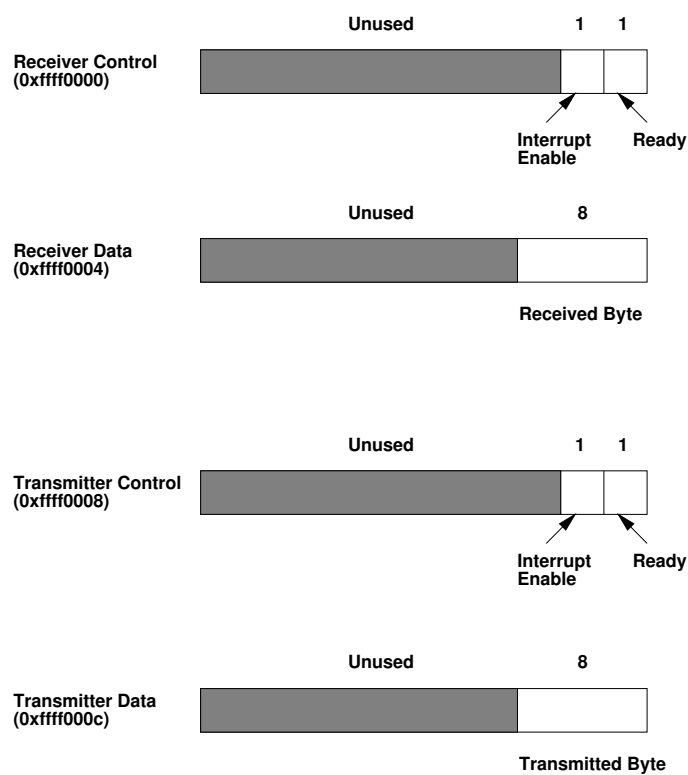 Unused 1 1
Receiver Control
(0xffff0000)
Interrupt
Enable
Ready
Unused 8
Receiver Data
(0xffff0004)
Received Byte
Unused 1 1
Transmitter Control
(0xffff0008)
Interrupt
Enable
Ready
Unused 8
Transmitter Data
(0xffff000c)
Transmitted Byte